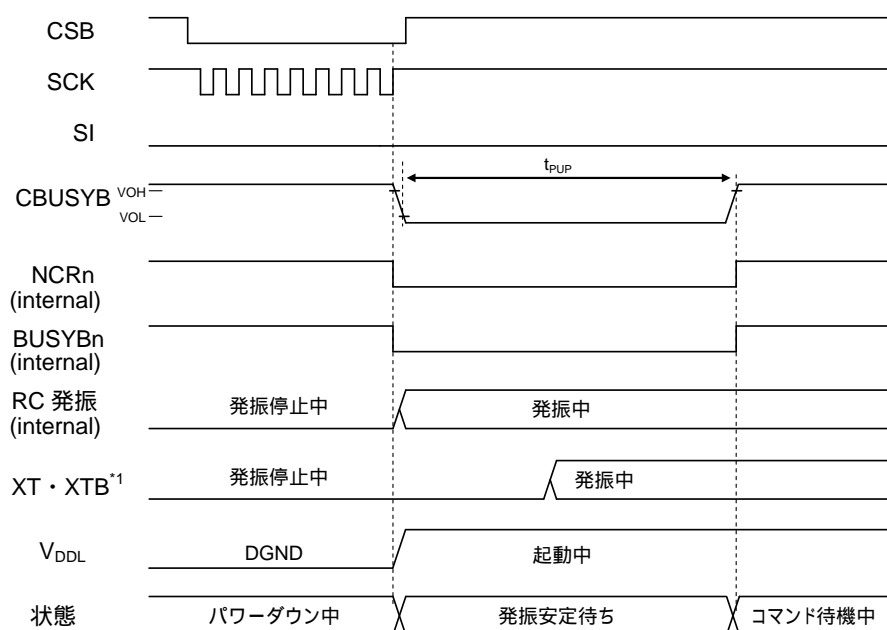 CSB
SCK
SI
t_PUP
CBUSYB VOH
VOL
NCRn
(internal)
BUSYBn
(internal)
RC 発振
(internal)
発振停止中 発振中
XT・XTB*1
発振停止中 発振中
V_DDL DGND 起動中
状態 パワーダウン中 発振安定待ち コマンド待機中